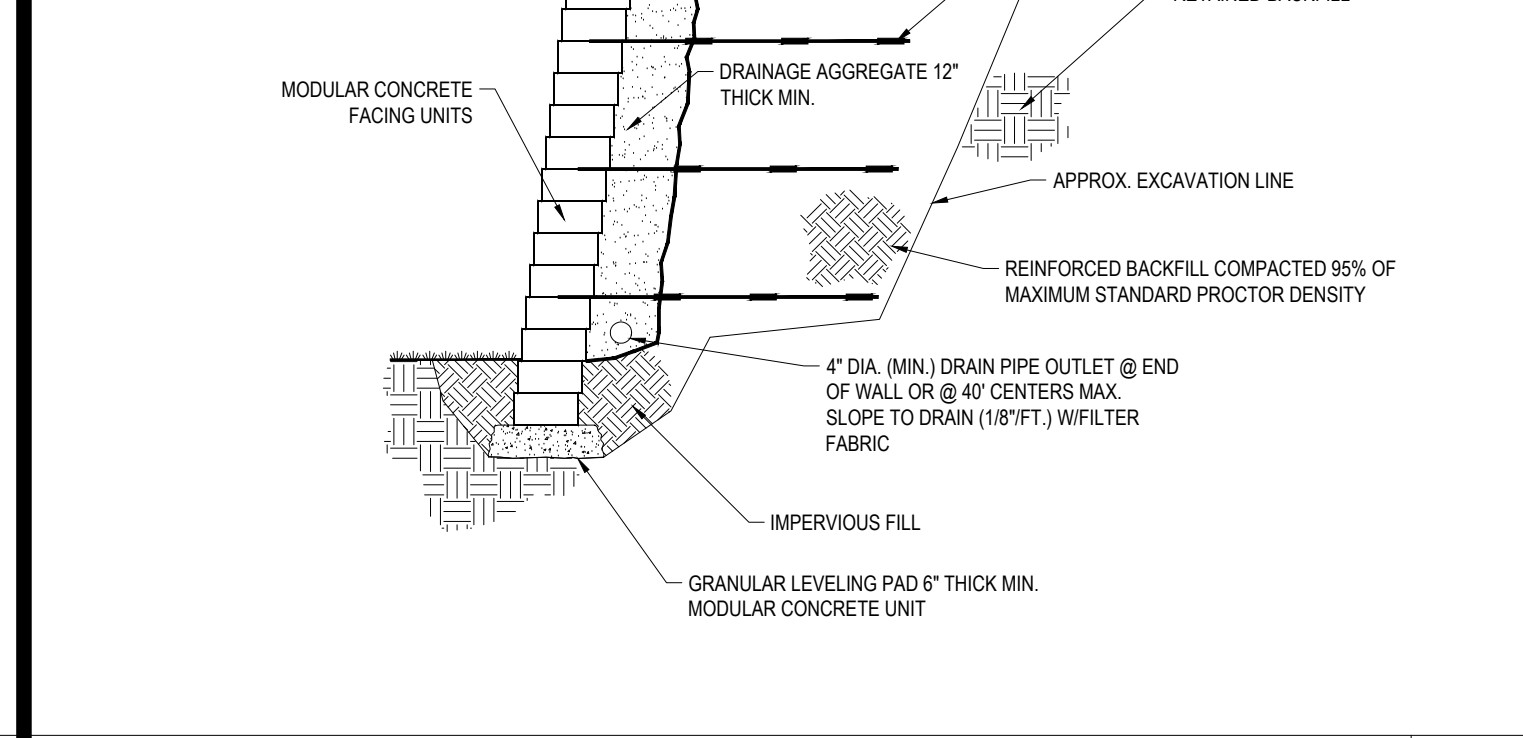 RETAINED BACKFILL
DRAINAGE AGGREGATE 12"
THICK MIN.
MODULAR CONCRETE
FACING UNITS
APPROX. EXCAVATION LINE
REINFORCED BACKFILL COMPACTED 95% OF
MAXIMUM STANDARD PROCTOR DENSITY
4" DIA. (MIN.) DRAIN PIPE OUTLET @ END
OF WALL OR @ 40' CENTERS MAX.
SLOPE TO DRAIN (1/8"/FT.) W/FILTER
FABRIC
IMPERVIOUS FILL
GRANULAR LEVELING PAD 6" THICK MIN.
MODULAR CONCRETE UNIT